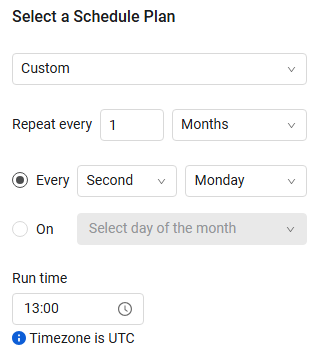 Select a Schedule Plan
Custom
Repeat every 1 Months
Every Second Monday
On Select day of the month
Run time
13:00
Timezone is UTC